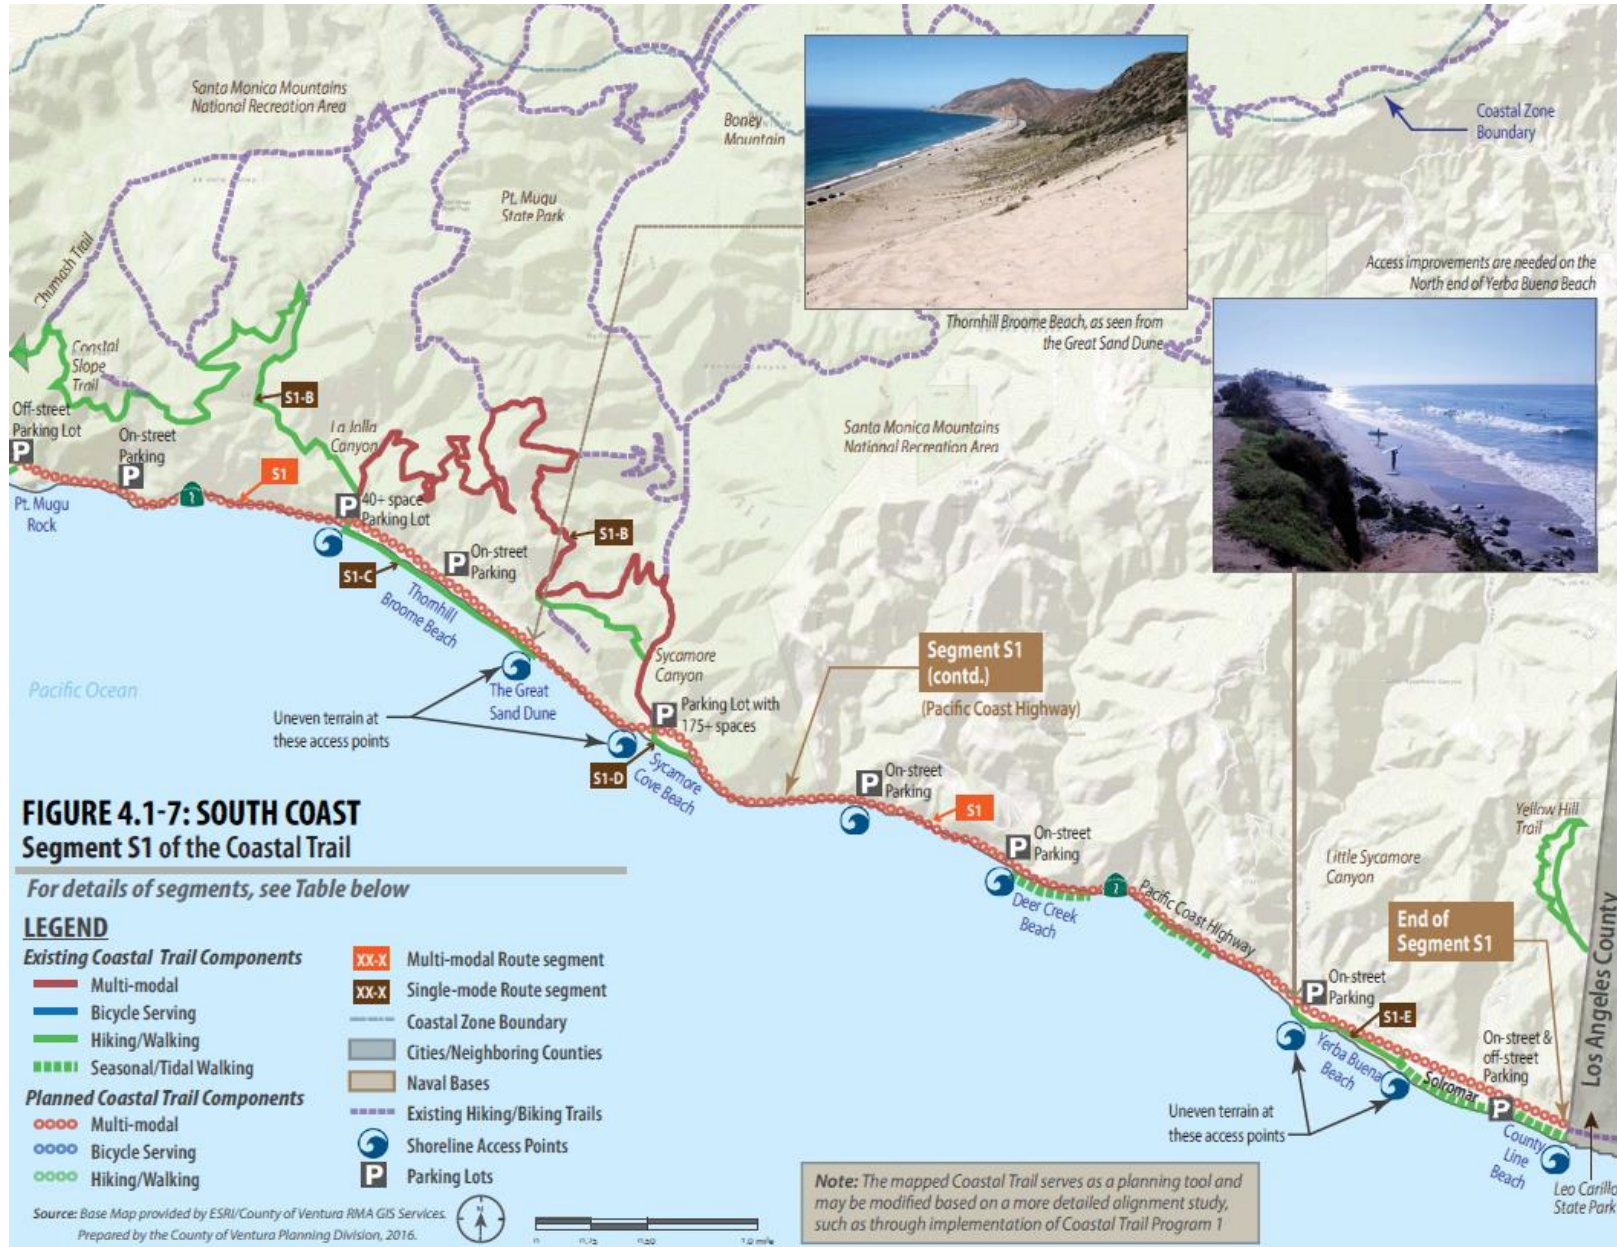 Santa Monica Mountains
National Recreation Area
Boney
Mountain
Coastal Zone
Boundary
Pt. Mugu
State Park
Chumash Trail
Access improvements are needed on the
North end of Yerba Buena Beach
Thornhill Broome Beach, as seen from
the Great Sand Dune
Coastal
Slope
Trail
S1-B
Off-street
Parking Lot
P
On-street
Parking
P
La Jolla
Canyon
Santa Monica Mountains
National Recreation Area
S1
Pt. Mugu
Rock
1
P
40+ space
Parking Lot
S1-B
P
On-street
Parking
S1-C
Thornhill
Broome Beach
Sycamore
Canyon
Segment S1
(contd.)
(Pacific Coast Highway)
Pacific Ocean
The Great
Sand Dune
Uneven terrain at
these access points
P
Parking Lot with
175+ spaces
S1-D
Sycamore
Cove Beach
P
On-street
Parking
S1
P
On-street
Parking
Deer Creek
Beach
1
Pacific Coast Highway
Yellow Hill
Trail
Little Sycamore
Canyon
End of
Segment S1
Los Angeles County
P
On-street
Parking
S1-E
Yerba Buena
Beach
Solromar
On-street &
off-street
Parking
P
Uneven terrain at
these access points
County
Line
Beach
Leo Carillo
State Park
FIGURE 4.1-7: SOUTH COAST
Segment S1 of the Coastal Trail
For details of segments, see Table below
LEGEND
Existing Coastal Trail Components
Multi-modal
Bicycle Serving
Hiking/Walking
Seasonal/Tidal Walking
Planned Coastal Trail Components
Multi-modal
Bicycle Serving
Hiking/Walking
XX-X Multi-modal Route segment
XX-X Single-mode Route segment
Coastal Zone Boundary
Cities/Neighboring Counties
Naval Bases
Existing Hiking/Biking Trails
Shoreline Access Points
P Parking Lots
Source: Base Map provided by ESRI/County of Ventura RMA GIS Services.
Prepared by the County of Ventura Planning Division, 2016.
N
Note: The mapped Coastal Trail serves as a planning tool and
may be modified based on a more detailed alignment study,
such as through implementation of Coastal Trail Program 1